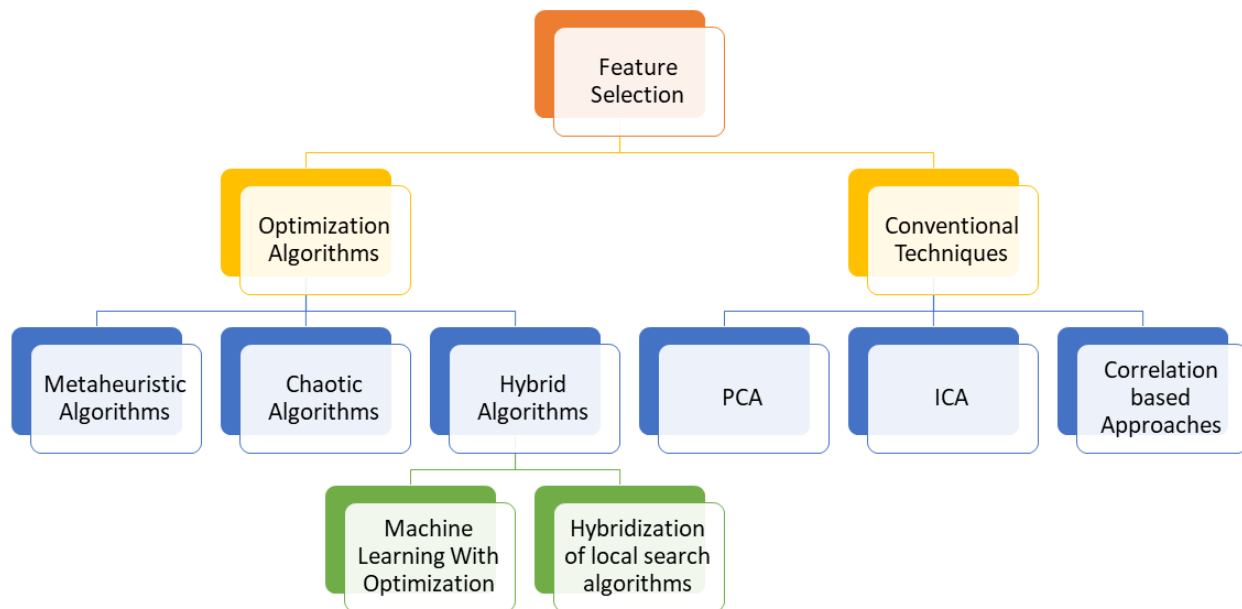 Feature
Selection
Optimization
Algorithms
Conventional
Techniques
Metaheuristic
Algorithms
Chaotic
Algorithms
Hybrid
Algorithms
PCA
ICA
Correlation
based
Approaches
Machine
Learning With
Optimization
Hybridization
of local search
algorithms